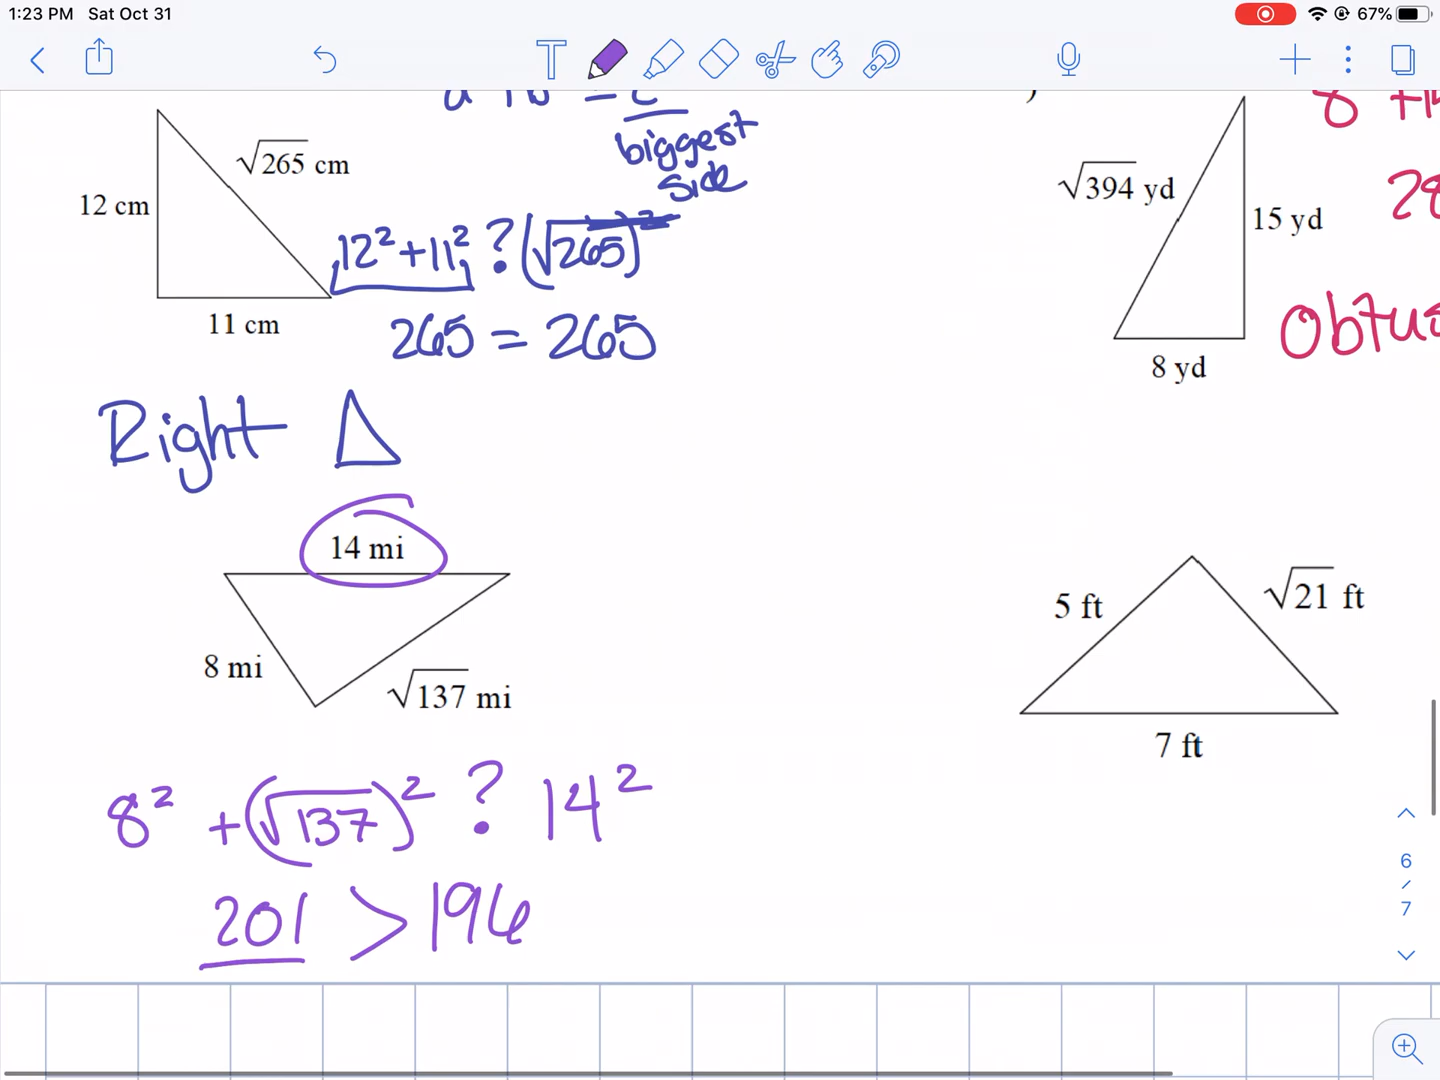 1:23 PM Sat Oct 31
67%
T
biggest
side
√265 cm
12 cm
11 cm
12² + 11² ? (√265)²
265 = 265
Right Δ
√394 yd
15 yd
8 yd
14 mi
8 mi
√137 mi
5 ft
√21 ft
7 ft
8² + (√137)² ? 14²
201 > 196
6
/
7